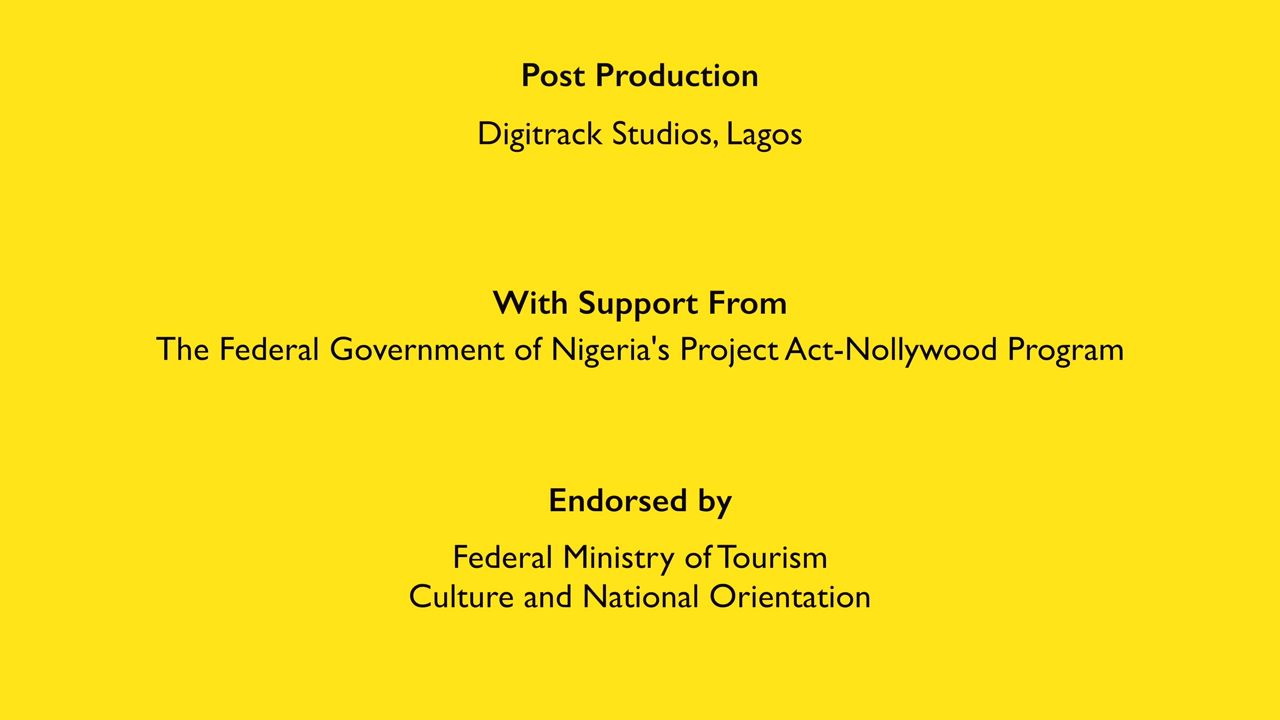 Post Production
Digitrack Studios, Lagos
With Support From
The Federal Government of Nigeria's Project Act-Nollywood Program
Endorsed by
Federal Ministry of Tourism
Culture and National Orientation